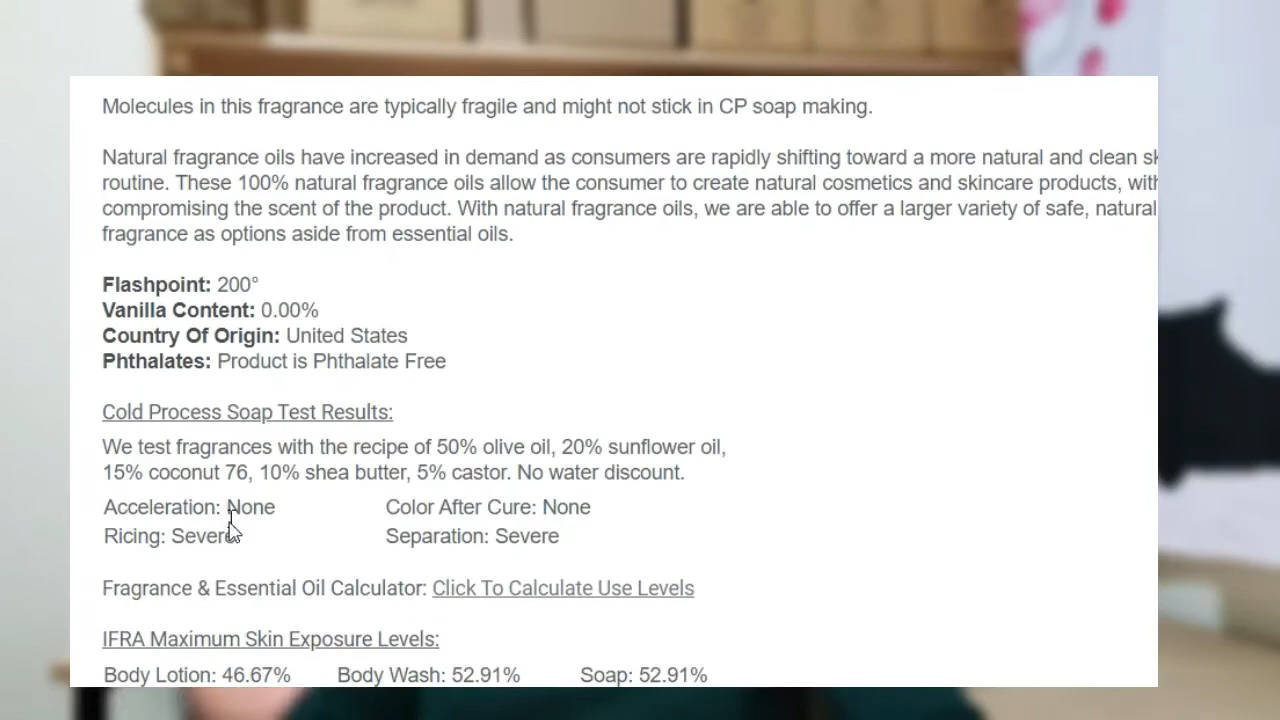 Molecules in this fragrance are typically fragile and might not stick in CP soap making.
Natural fragrance oils have increased in demand as consumers are rapidly shifting toward a more natural and clean
routine. These 100% natural fragrance oils allow the consumer to create natural cosmetics and skincare products,
compromising the scent of the product. With natural fragrance oils, we are able to offer a larger variety of safe, natural
fragrance as options aside from essential oils.
Flashpoint: 200°
Vanilla Content: 0.00%
Country Of Origin: United States
Phthalates: Product is Phthalate Free
Cold Process Soap Test Results:
We test fragrances with the recipe of 50% olive oil, 20% sunflower oil,
15% coconut 76, 10% shea butter, 5% castor. No water discount.
Acceleration: None Color After Cure: None
Ricing: Severe Separation: Severe
Fragrance & Essential Oil Calculator: Click To Calculate Use Levels
IFRA Maximum Skin Exposure Levels:
Body Lotion: 46.67% Body Wash: 52.91% Soap: 52.91%